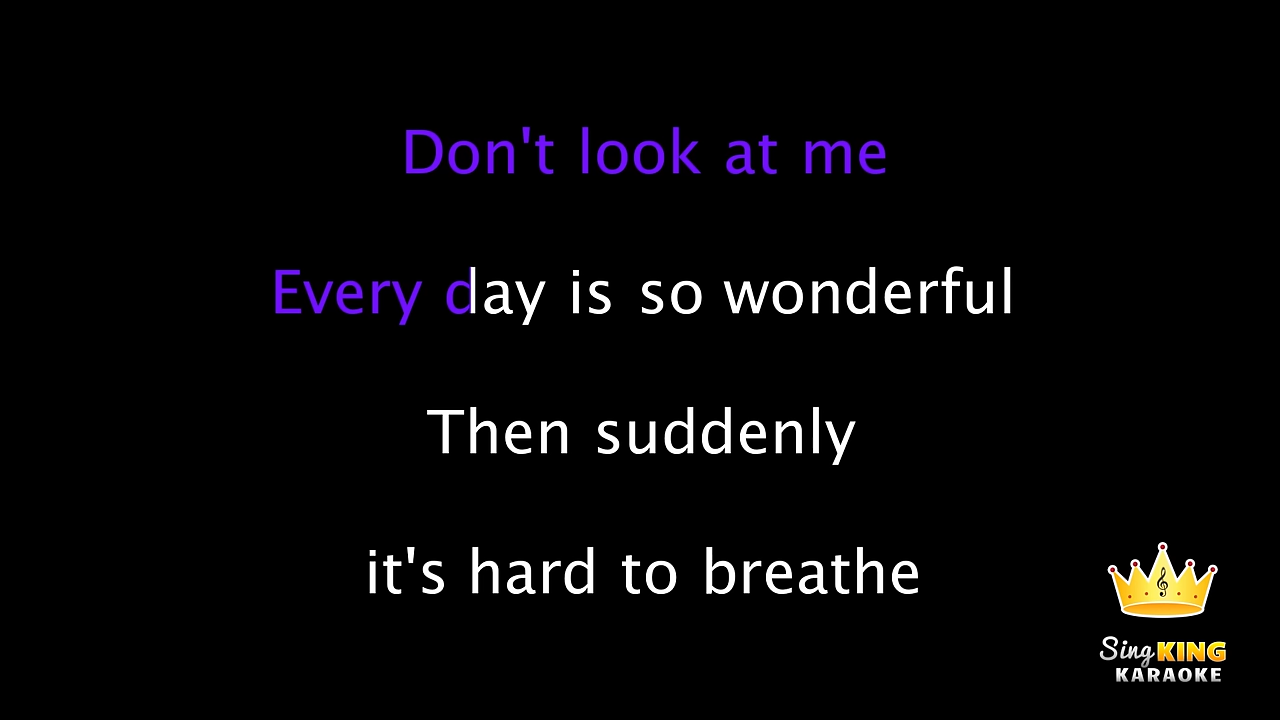 Don't look at me
Every day is so wonderful
Then suddenly
it's hard to breathe
Sing KING
KARAOKE